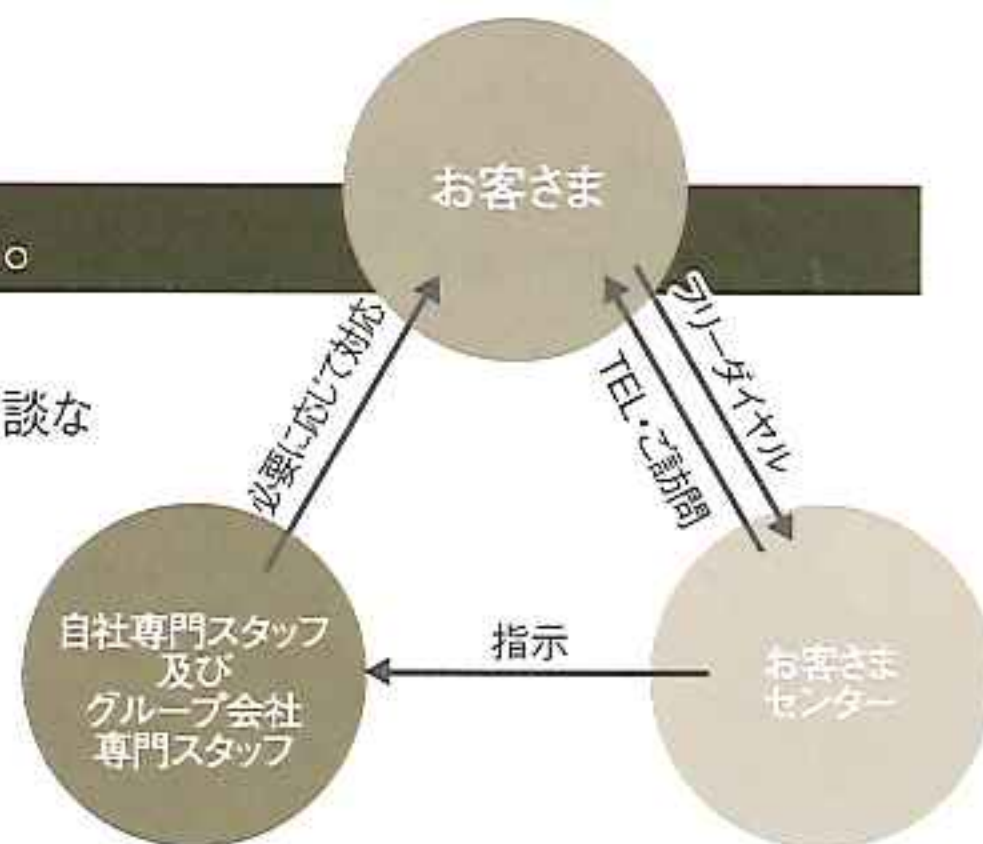 お客さま
。
フリーダイヤル
必要に応じて対応
TEL・ご訪問
談な
自社専門スタッフ
及び
グループ会社
専門スタッフ
指示
お客さま
センター